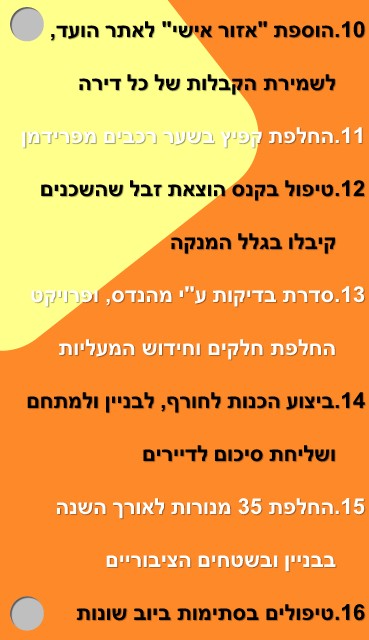 10.הוספת "אזור אישי" לאתר הועד,
לשמירת הקבלות של כל דירה
11.החלפת קפיץ בשער רכבים מפרידמן
12.טיפול בקנס הוצאת זבל שהשכנים
קיבלו בגלל המנקה
13.סדרת בדיקות ע"י מהנדס, ופרויקט
החלפת חלקים וחידוש המעליות
14.ביצוע הכנות לחורף, לבניין ולמתחם
ושליחת סיכום לדיירים
15.החלפת 35 מנורות לאורך השנה
בבניין ובשטחים הציבוריים
16.טיפולים בסתימות ביוב שונות